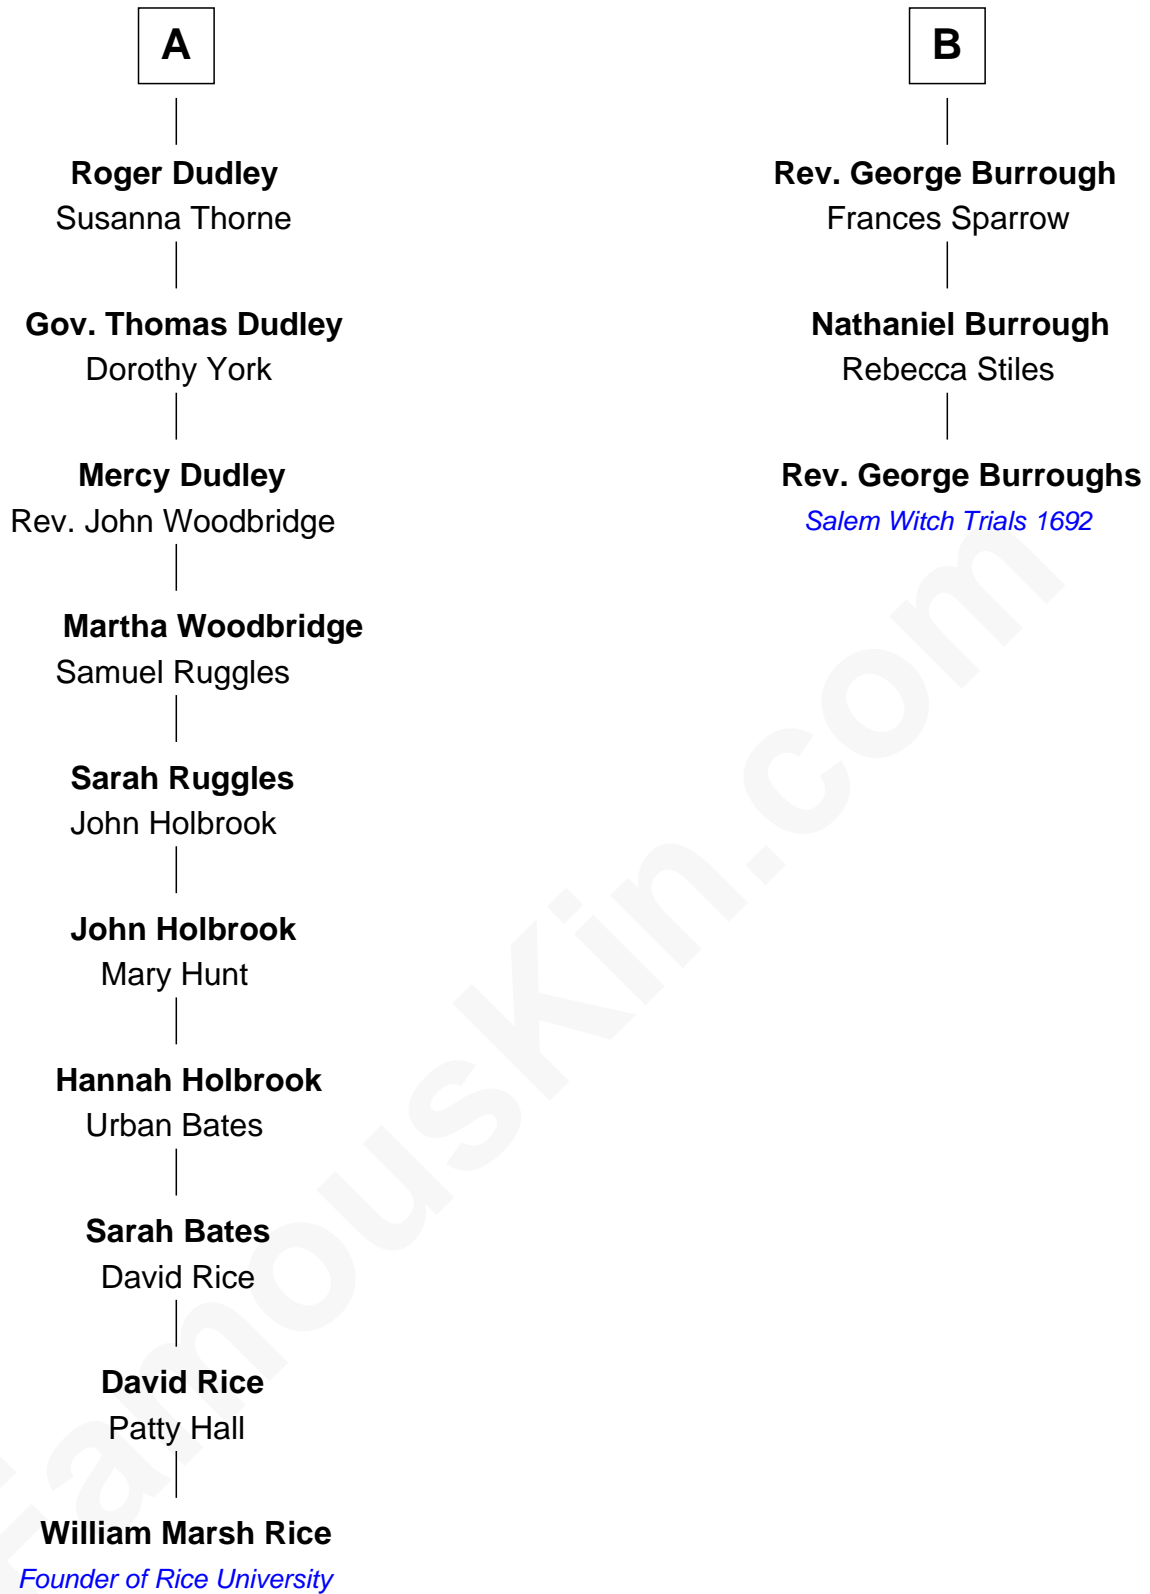 A
Roger Dudley
Susanna Thorne
Gov. Thomas Dudley
Dorothy York
Mercy Dudley
Rev. John Woodbridge
Martha Woodbridge
Samuel Ruggles
Sarah Ruggles
John Holbrook
John Holbrook
Mary Hunt
Hannah Holbrook
Urban Bates
Sarah Bates
David Rice
David Rice
Patty Hall
William Marsh Rice
Founder of Rice University
B
Rev. George Burrough
Frances Sparrow
Nathaniel Burrough
Rebecca Stiles
Rev. George Burroughs
Salem Witch Trials 1692
FamousKin.com